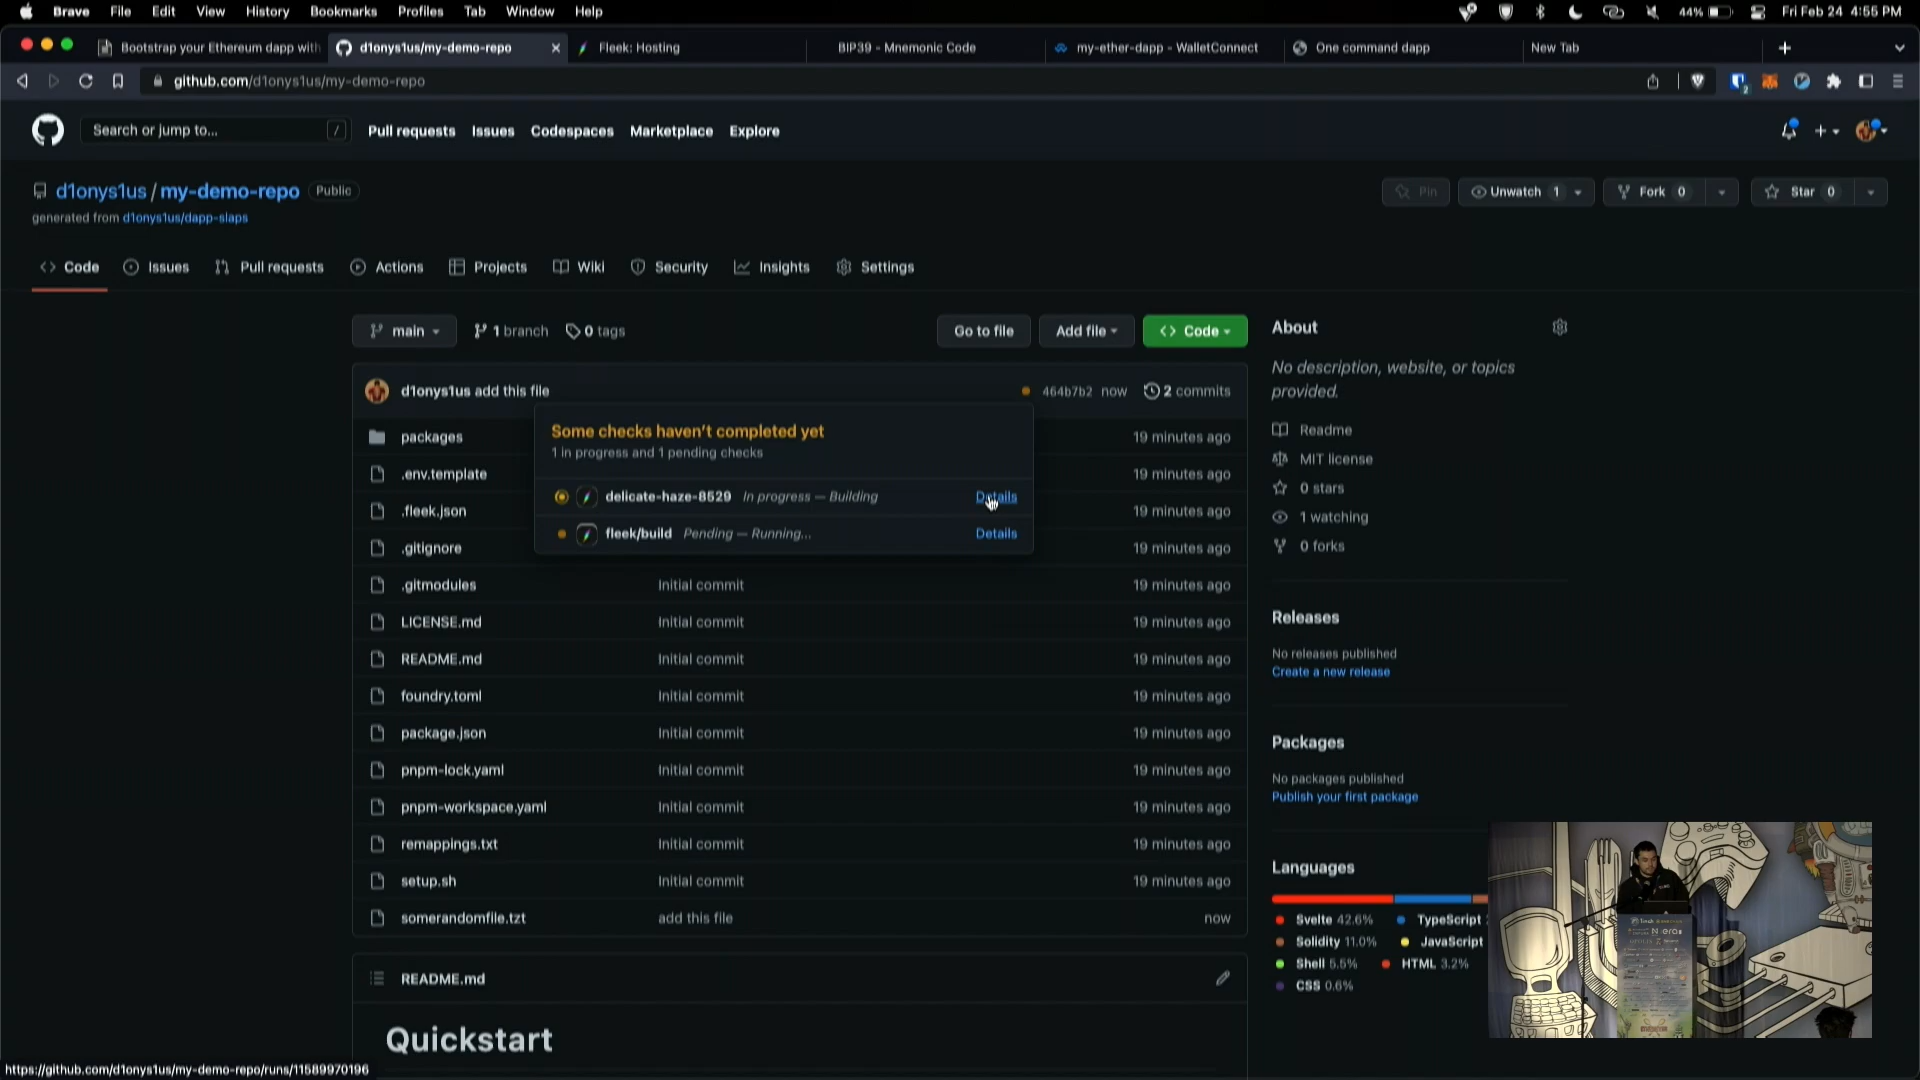 Brave File Edit View History Bookmarks Profiles Tab Window Help 44% Fri Feb 24 4:55 PM
Bootstrap your Ethereum dapp with d1onys1us/my-demo-repo Fleek: Hosting BIP39 - Mnemonic Code my-ether-dapp - WalletConnect One command dapp New Tab
github.com/d1onys1us/my-demo-repo 2
Search or jump to... / Pull requests Issues Codespaces Marketplace Explore
d1onys1us / my-demo-repo Public Pin Unwatch 1 Fork 0 Star 0
generated from d1onys1us/dapp-slaps
Code Issues Pull requests Actions Projects Wiki Security Insights Settings
main 1 branch 0 tags Go to file Add file Code
d1onys1us add this file 464b7b2 now 2 commits
Some checks haven't completed yet
1 in progress and 1 pending checks
delicate-haze-8529 In progress — Building Details
fleek/build Pending — Running... Details
packages 19 minutes ago
.env.template 19 minutes ago
.fleek.json 19 minutes ago
.gitignore 19 minutes ago
.gitmodules Initial commit 19 minutes ago
LICENSE.md Initial commit 19 minutes ago
README.md Initial commit 19 minutes ago
foundry.toml Initial commit 19 minutes ago
package.json Initial commit 19 minutes ago
pnpm-lock.yaml Initial commit 19 minutes ago
pnpm-workspace.yaml Initial commit 19 minutes ago
remappings.txt Initial commit 19 minutes ago
setup.sh Initial commit 19 minutes ago
somerandomfile.tzt add this file now
README.md
Quickstart
About
No description, website, or topics
provided.
Readme
MIT license
0 stars
1 watching
0 forks
Releases
No releases published
Create a new release
Packages
No packages published
Publish your first package
Languages
Svelte 42.6% TypeScript
Solidity 11.0% JavaScript
Shell 5.5% HTML 3.2%
CSS 0.6%
https://github.com/d1onys1us/my-demo-repo/runs/11589970196